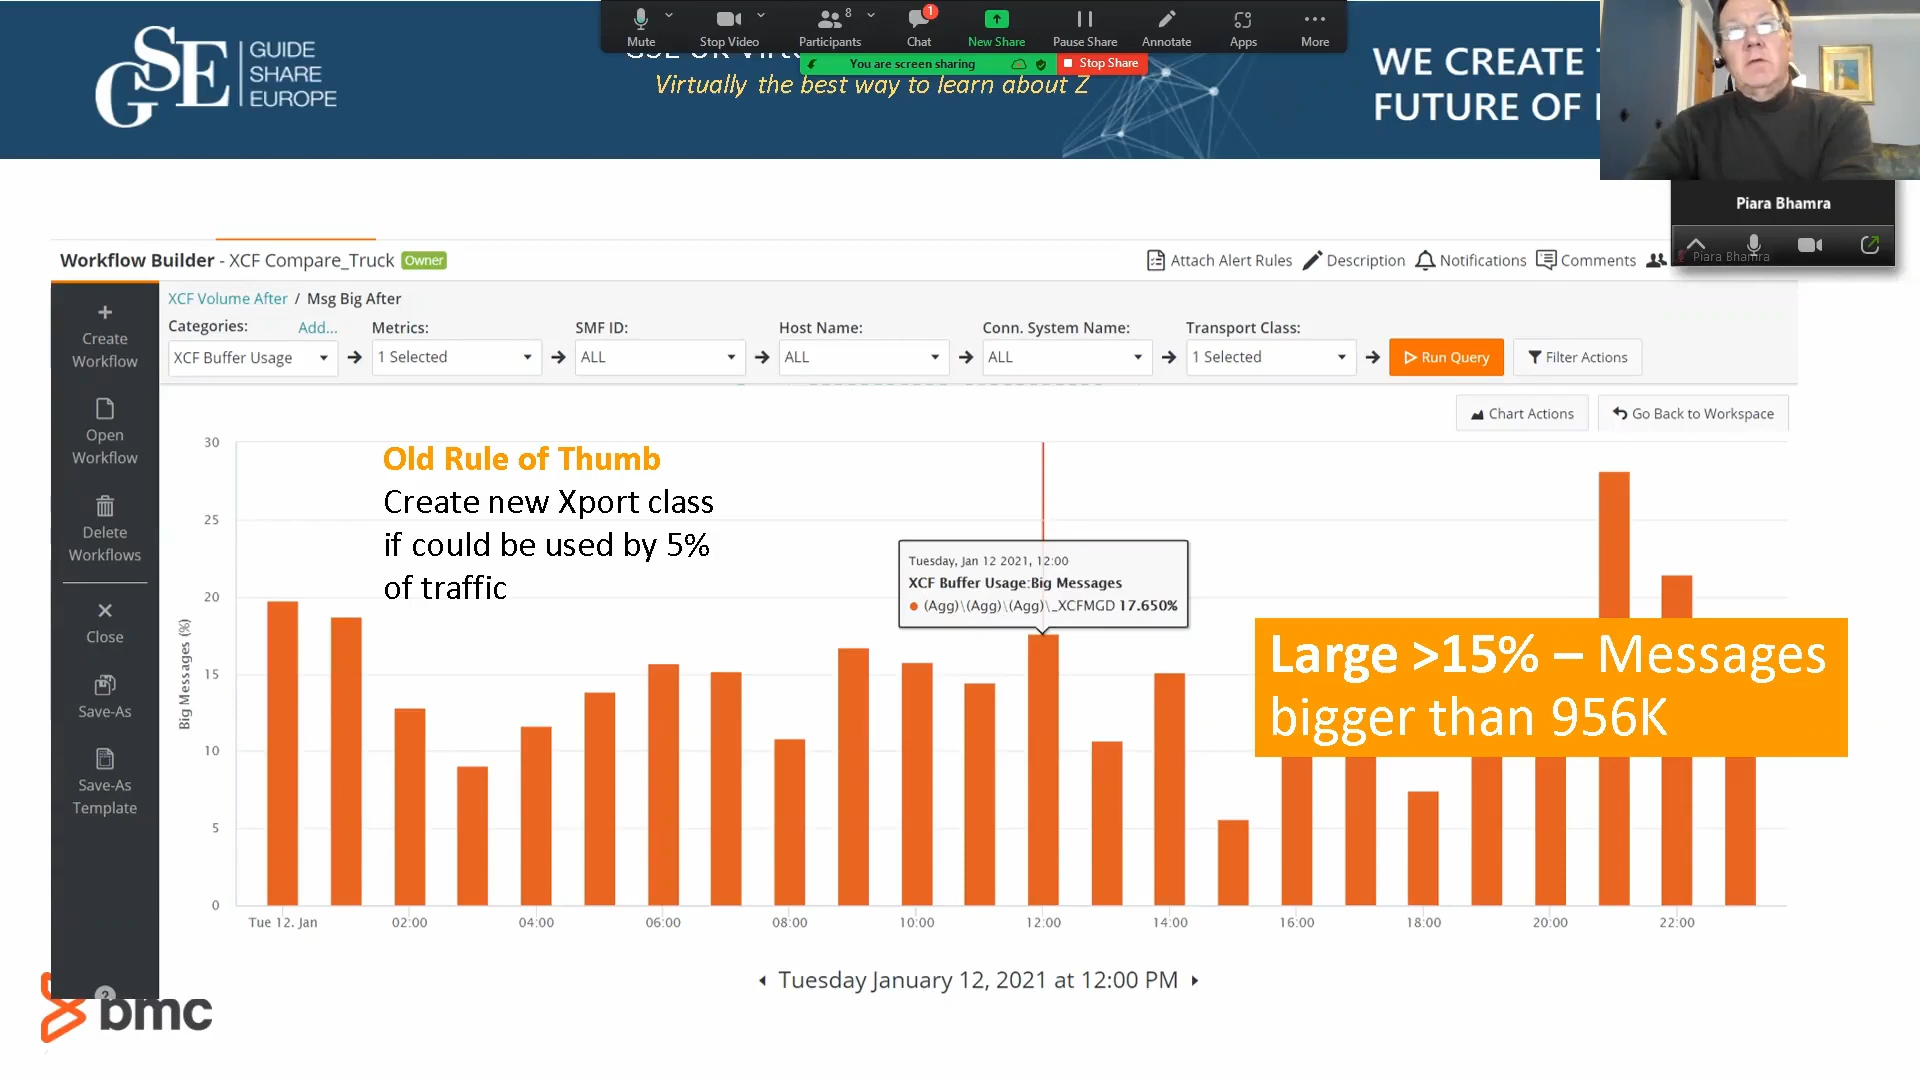 Mute
Stop Video
Participants
8
Chat
1
New Share
Pause Share
Annotate
Apps
More
You are screen sharing
Stop Share
GSE
GUIDE
SHARE
EUROPE
GSE UK Virtu
Virtually the best way to learn about Z
WE CREATE
FUTURE OF
Piara Bhamra
Piara Bhamra
Workflow Builder - XCF Compare_Truck Owner
Attach Alert Rules
Description
Notifications
Comments
+
Create
Workflow
Open
Workflow
Delete
Workflows
Close
Save-As
Save-As
Template
?
XCF Volume After / Msg Big After
Categories: Add... Metrics: SMF ID: Host Name: Conn. System Name: Transport Class:
XCF Buffer Usage 1 Selected ALL ALL ALL 1 Selected Run Query Filter Actions
Chart Actions Go Back to Workspace
Old Rule of Thumb
Create new Xport class
if could be used by 5%
of traffic
Tuesday, Jan 12 2021, 12:00
XCF Buffer Usage:Big Messages
(Agg)\(Agg)\(Agg)\_XCFMGD 17.650%
Large >15% – Messages
bigger than 956K
Big Messages (%)
30
25
20
15
10
5
0
Tue 12. Jan 02:00 04:00 06:00 08:00 10:00 12:00 14:00 16:00 18:00 20:00 22:00
Tuesday January 12, 2021 at 12:00 PM
bmc